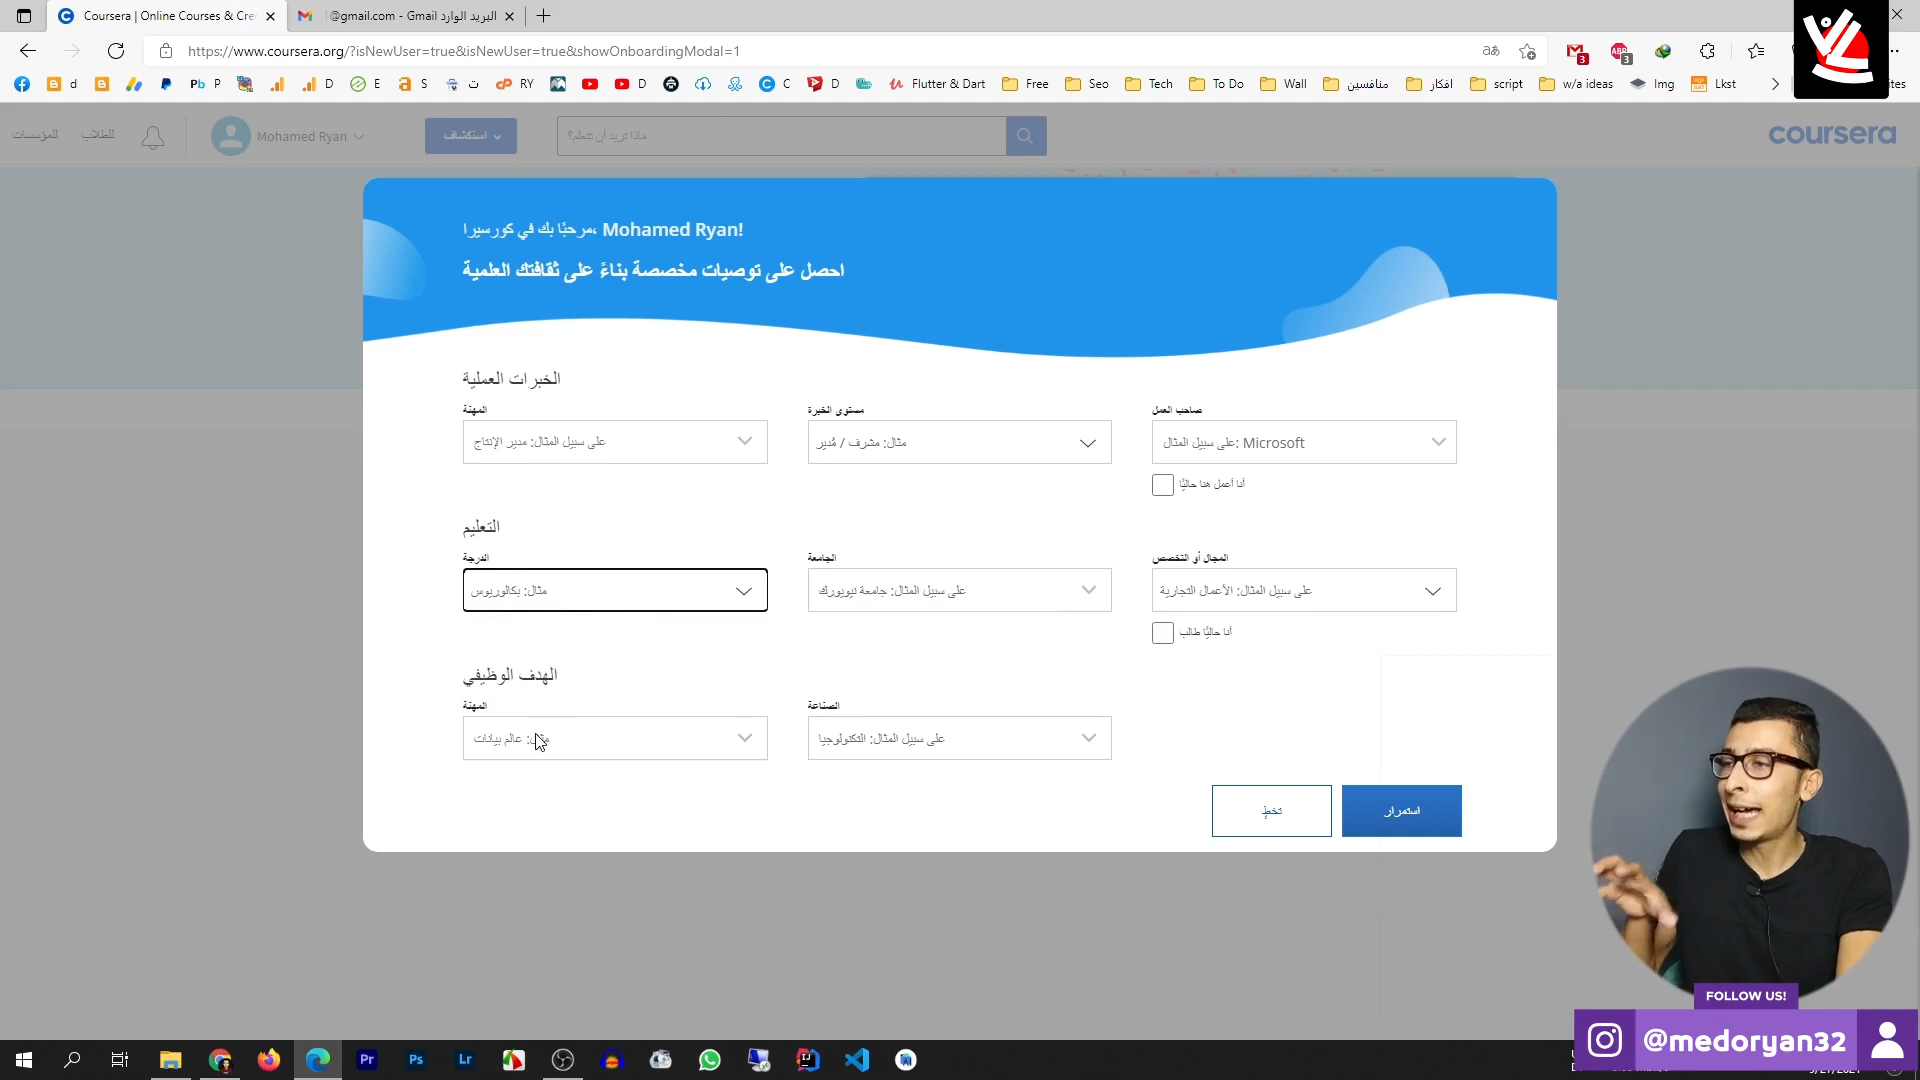 Coursera | Online Courses & Cre
@gmail.com - Gmail البريد الوارد
https://www.coursera.org/?isNewUser=true&isNewUser=true&showOnboardingModal=1
d
Pb P
D
E
S
ت
RY
D
C
D
Flutter & Dart
Free
Seo
Tech
To Do
Wall
منافسين
افكار
script
w/a ideas
Img
Lkst
للمؤسسات
للطلاب
Mohamed Ryan
استكشاف
ماذا تريد أن تتعلم؟
coursera
مرحبًا بك في كورسيرا، Mohamed Ryan!
احصل على توصيات مخصصة بناءً على ثقافتك العلمية
الخبرات العملية
المهنة
مستوى الخبرة
صاحب العمل
على سبيل المثال: مدير الإنتاج
مثال: مشرف / مُدير
على سبيل المثال: Microsoft
أنا أعمل هنا حاليًا
التعليم
الدرجة
الجامعة
المجال أو التخصص
مثال: بكالوريوس
على سبيل المثال: جامعة نيويورك
على سبيل المثال: الأعمال التجارية
أنا حاليًا طالب
الهدف الوظيفي
المهنة
الصناعة
مثال: عالم بيانات
على سبيل المثال: التكنولوجيا
تخطٍ
استمرار
FOLLOW US!
@medoryan32
Pr
Ps
Lr